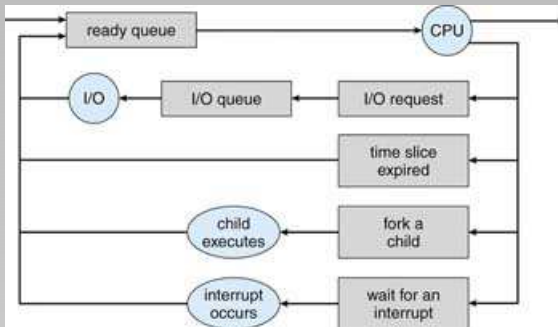 ready queue
CPU
I/O
I/O queue
I/O request
time slice
expired
child
executes
fork a
child
interrupt
occurs
wait for an
interrupt